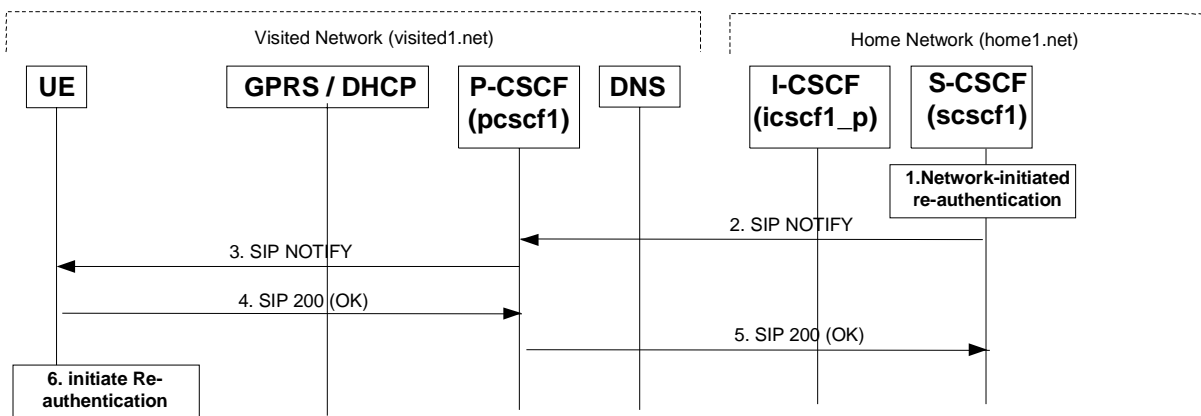 Visited Network (visited1.net)
Home Network (home1.net)
UE
GPRS / DHCP
P-CSCF
(pcscf1)
DNS
I-CSCF
(icscf1_p)
S-CSCF
(scscf1)
1.Network-initiated
re-authentication
2. SIP NOTIFY
3. SIP NOTIFY
4. SIP 200 (OK)
5. SIP 200 (OK)
6. initiate Re-
authentication